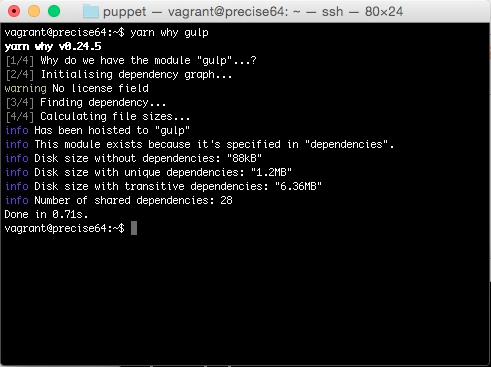 puppet — vagrant@precise64: ~ — ssh — 80×24
vagrant@precise64:~$ yarn why gulp
yarn why v0.24.5
[1/4] Why do we have the module "gulp"...?
[2/4] Initialising dependency graph...
warning No license field
[3/4] Finding dependency...
[4/4] Calculating file sizes...
info Has been hoisted to "gulp"
info This module exists because it's specified in "dependencies".
info Disk size without dependencies: "88kB"
info Disk size with unique dependencies: "1.2MB"
info Disk size with transitive dependencies: "6.36MB"
info Number of shared dependencies: 28
Done in 0.71s.
vagrant@precise64:~$